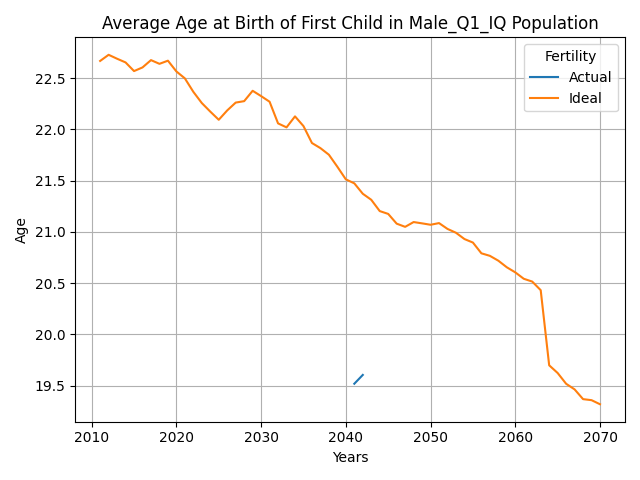 Average Age at Birth of First Child in Male_Q1_IQ Population
Fertility
Actual
Ideal
22.5
22.0
21.5
21.0
20.5
20.0
19.5
Age
2010 2020 2030 2040 2050 2060 2070
Years